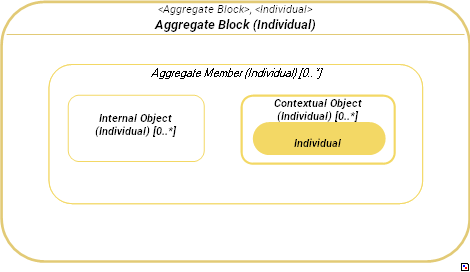 <Aggregate Block>, <Individual>
Aggregate Block (Individual)
Aggregate Member (Individual) [0..*]
Internal Object
(Individual) [0..*]
Contextual Object
(Individual) [0..*]
Individual